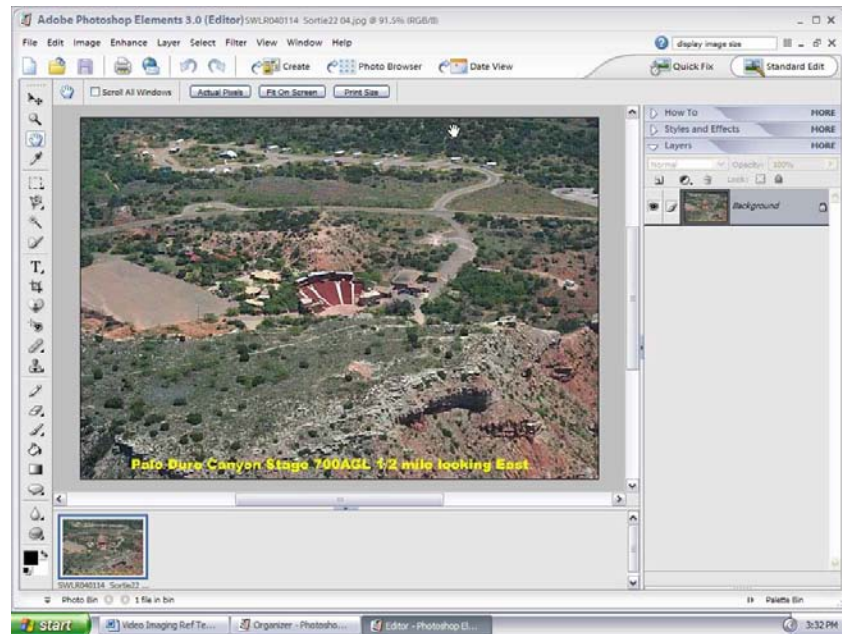 Adobe Photoshop Elements 3.0 (Editor) SWLR040114 Sortie22 04.jpg @ 91.5% (RGB/8)
File Edit Image Enhance Layer Select Filter View Window Help
display image size
Create Photo Browser Date View Quick Fix Standard Edit
Scroll All Windows Actual Pixels Fit On Screen Print Size
How To MORE
Styles and Effects MORE
Layers MORE
Normal Opacity: 100%
Lock:
Background
Palo Duro Canyon Stage 700AGL 1/2 mile looking East
SWLR040114 Sortie22 ...
Photo Bin 1 file in bin Palette Bin
start Video Imaging Ref Te... Organizer - Photosho... Editor - Photoshop El... 3:32 PM